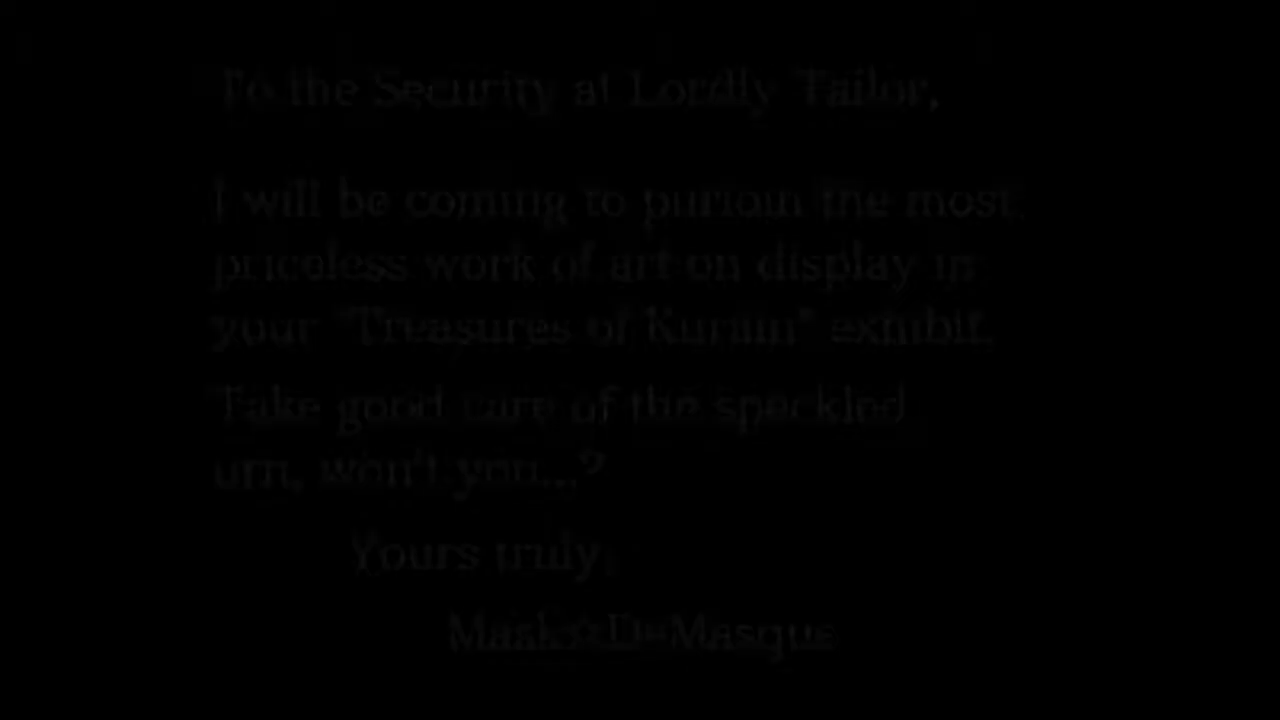 To the Security at Lordly Tailor,
I will be coming to purloin the most
priceless work of art on display in
your "Treasures of Kurain" exhibit.
Take good care of the speckled
urn, won't you...?
Yours truly,
Mask☆DeMasque